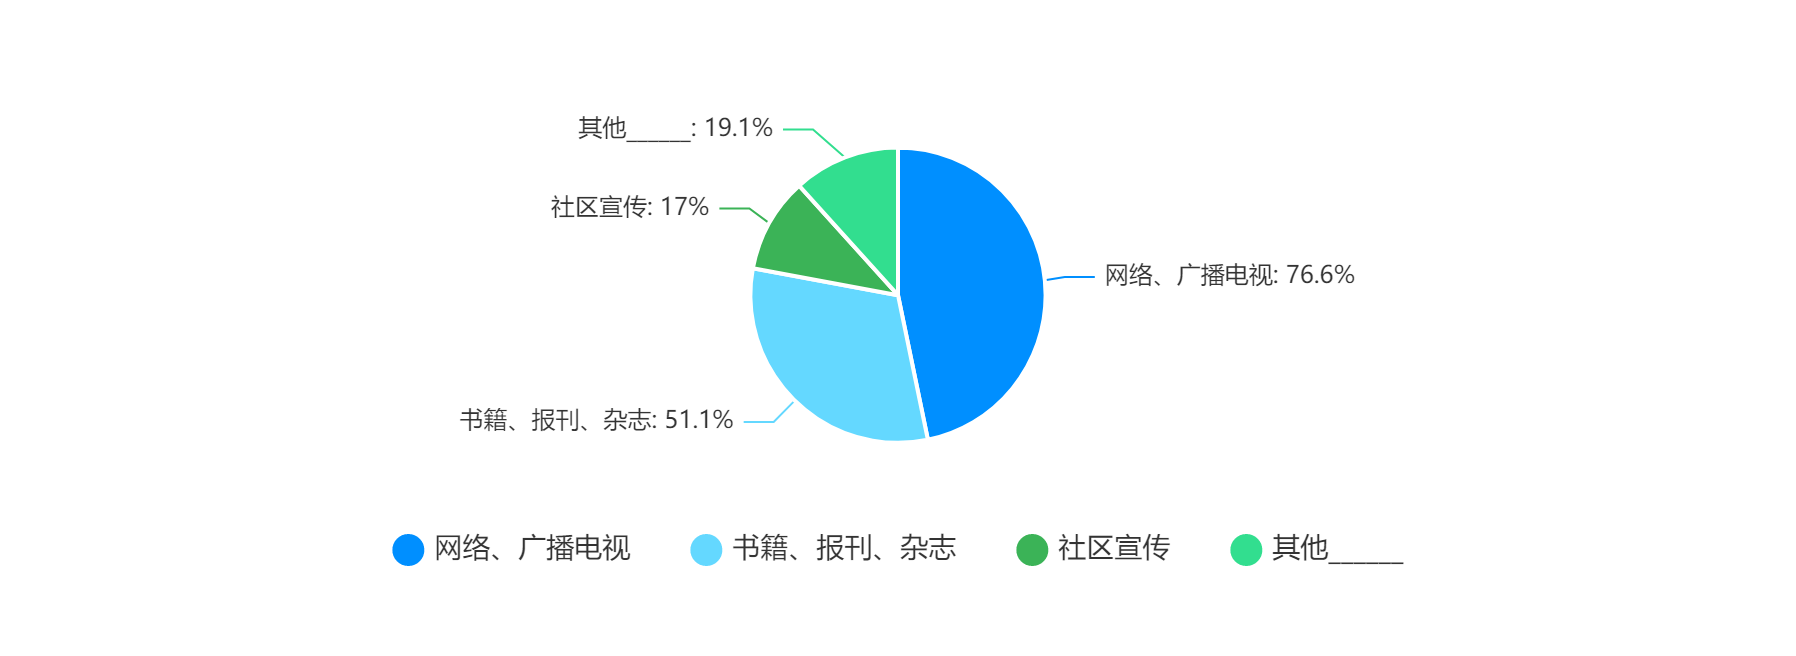 其他______: 19.1%
社区宣传: 17%
网络、广播电视: 76.6%
书籍、报刊、杂志: 51.1%
网络、广播电视 书籍、报刊、杂志 社区宣传 其他______